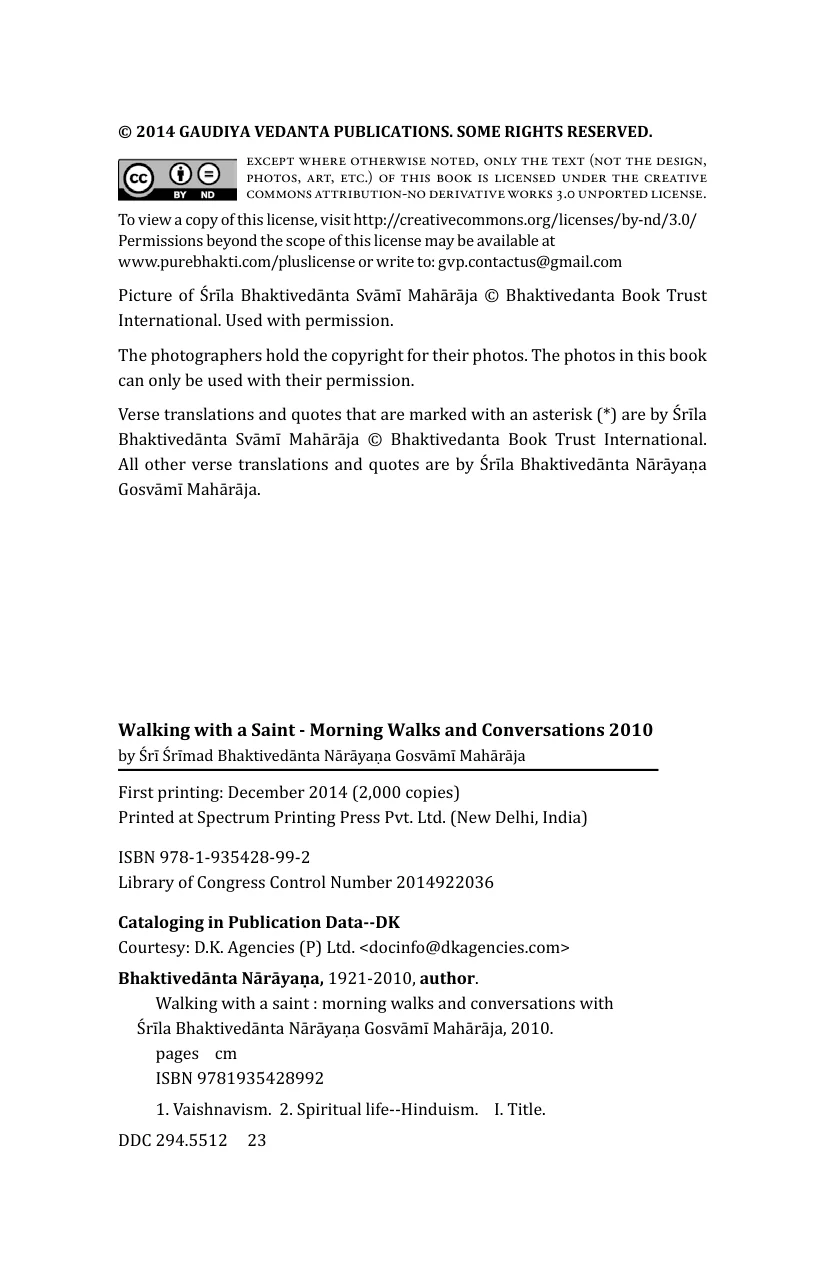 © 2014 GAUDIYA VEDANTA PUBLICATIONS. SOME RIGHTS RESERVED.
EXCEPT WHERE OTHERWISE NOTED, ONLY THE TEXT (NOT THE DESIGN,
PHOTOS, ART, ETC.) OF THIS BOOK IS LICENSED UNDER THE CREATIVE
COMMONS ATTRIBUTION-NO DERIVATIVE WORKS 3.0 UNPORTED LICENSE.
CC BY ND
To view a copy of this license, visit http://creativecommons.org/licenses/by-nd/3.0/
Permissions beyond the scope of this license may be available at
www.purebhakti.com/pluslicense or write to: gvp.contactus@gmail.com
Picture of Śrīla Bhaktivedānta Svāmī Mahārāja © Bhaktivedanta Book Trust
International. Used with permission.
The photographers hold the copyright for their photos. The photos in this book
can only be used with their permission.
Verse translations and quotes that are marked with an asterisk (*) are by Śrīla
Bhaktivedānta Svāmī Mahārāja © Bhaktivedanta Book Trust International.
All other verse translations and quotes are by Śrīla Bhaktivedānta Nārāyaṇa
Gosvāmī Mahārāja.
Walking with a Saint - Morning Walks and Conversations 2010
by Śrī Śrīmad Bhaktivedānta Nārāyaṇa Gosvāmī Mahārāja
First printing: December 2014 (2,000 copies)
Printed at Spectrum Printing Press Pvt. Ltd. (New Delhi, India)
ISBN 978-1-935428-99-2
Library of Congress Control Number 2014922036
Cataloging in Publication Data--DK
Courtesy: D.K. Agencies (P) Ltd. <docinfo@dkagencies.com>
Bhaktivedānta Nārāyaṇa, 1921-2010, author.
Walking with a saint : morning walks and conversations with
Śrīla Bhaktivedānta Nārāyaṇa Gosvāmī Mahārāja, 2010.
pages cm
ISBN 9781935428992
1. Vaishnavism. 2. Spiritual life--Hinduism. I. Title.
DDC 294.5512 23